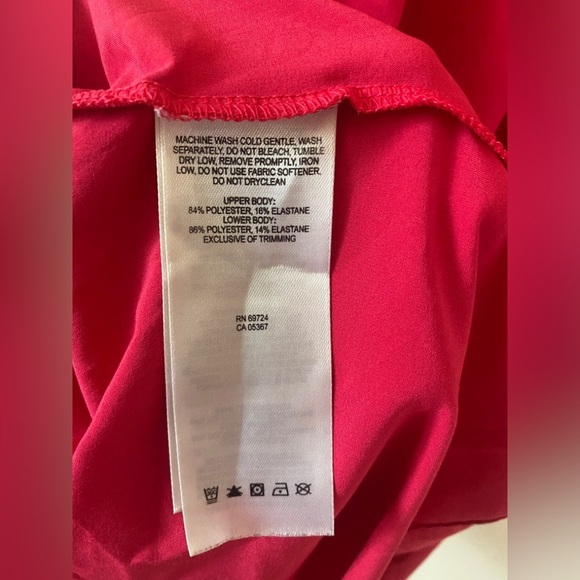 MACHINE WASH COLD GENTLE, WASH
SEPARATELY, DO NOT BLEACH, TUMBLE
DRY LOW, REMOVE PROMPTLY, IRON
LOW, DO NOT USE FABRIC SOFTENER.
DO NOT DRYCLEAN
UPPER BODY:
84% POLYESTER, 16% ELASTANE
LOWER BODY:
86% POLYESTER, 14% ELASTANE
EXCLUSIVE OF TRIMMING
RN 69724
CA 05367